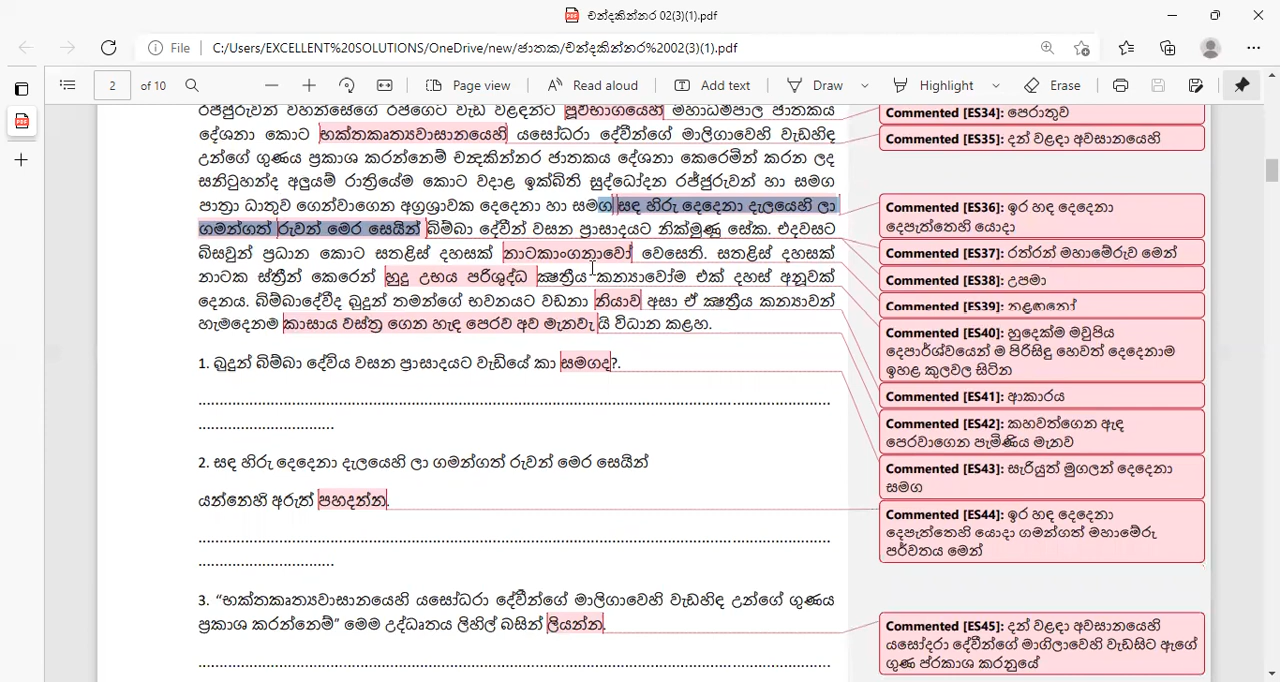 චන්දකින්නර 02(3)(1).pdf
File
C:/Users/EXCELLENT%20SOLUTIONS/OneDrive/new/ජාතක/චන්දකින්නර%2002(3)(1).pdf
2 of 10
Page view
Read aloud
Add text
Draw
Highlight
Erase
රජ්ජුරුවන් වහන්සේගේ රජගෙට වැඩ වළඳන්ට පූර්වභාගයෙහි මහාධම්පාල ජාතකය
දේශනා කොට භක්තකෘත්‍යවාසානයෙහි යසෝධරා දේවීන්ගේ මාලිගාවෙහි වැඩහිඳ
උන්ගේ ගුණය ප්‍රකාශ කරන්නෙම් චන්‍දකින්නර ජාතකය දේශනා කෙරෙමින් කරන ලද
සනිටුහන්ද අලුයම් රාත්‍රියේම කොට වදාළ ඉක්බිති සුද්ධෝදන රජ්ජුරුවන් හා සමග
පාත්‍රා ධාතුව ගෙන්වාගෙන අග්‍රශ්‍රාවක දෙදෙනා හා සමග සඳ හිරු දෙදෙනා දැලයෙහි ලා
ගමන්ගත් රුවන් මෙර සෙයින් බිම්බා දේවීන් වසන ප්‍රාසාදයට නික්මුණු සේක. එදවසට
බිසවුන් ප්‍රධාන කොට සතළිස් දහසක් නාටකාංගනාවෝ වෙසෙති. සතළිස් දහසක්
නාටක ස්ත්‍රීන් කෙරෙන් හුදු උභය පරිශුද්ධ ක්‍ෂත්‍රීය කන්‍යාවෝම එක් දහස් අනූවක්
දෙනය. බිම්බාදේවීද බුදුන් තමන්ගේ භවනයට වඩනා නියාව අසා ඒ ක්‍ෂත්‍රීය කන්‍යාවන්
හැමදෙනම කාසාය වස්ත්‍ර ගෙන හැඳ පෙරව අව මැනවැ යි විධාන කළහ.
1. බුදුන් බිම්බා දේවිය වසන ප්‍රාසාදයට වැඩියේ කා සමගද?.
2. සඳ හිරු දෙදෙනා දැලයෙහි ලා ගමන්ගත් රුවන් මෙර සෙයින්
යන්නෙහි අරුත් පහදන්න.
3. “භක්තකෘත්‍යවාසානයෙහි යසෝධරා දේවීන්ගේ මාලිගාවෙහි වැඩහිඳ උන්ගේ ගුණය
ප්‍රකාශ කරන්නෙම්” මෙම උද්ධෘතය ලිහිල් බසින් ලියන්න.
Commented [ES34]: පෙරාතුව
Commented [ES35]: දන් වළඳා අවසානයෙහි
Commented [ES36]: ඉර හඳ දෙදෙනා
දෙපැත්තෙහි යොදා
Commented [ES37]: රත්රන් මහාමේරුව මෙන්
Commented [ES38]: උපමා
Commented [ES39]: නළඟනෝ
Commented [ES40]: හුදෙක්ම මවුපිය
දෙපාර්ශ්වයෙන් ම පිරිසිඳු හෙවත් දෙදෙනාම
ඉහළ කුලවල සිටින
Commented [ES41]: ආකාරය
Commented [ES42]: කහවත්ගෙන ඇඳ
පෙරවාගෙන පැමිණිය මැනව
Commented [ES43]: සැරියුත් මුගලන් දෙදෙනා
සමග
Commented [ES44]: ඉර හඳ දෙදෙනා
දෙපැත්තෙහි යොදා ගමන්ගත් මහාමේරු
පර්වතය මෙන්
Commented [ES45]: දන් වළඳා අවසානයෙහි
යසෝදරා දේවීන්ගේ මාගිලාවෙහි වැඩසිට ඇගේ
ගුණ ප්රකාශ කරනුයේ